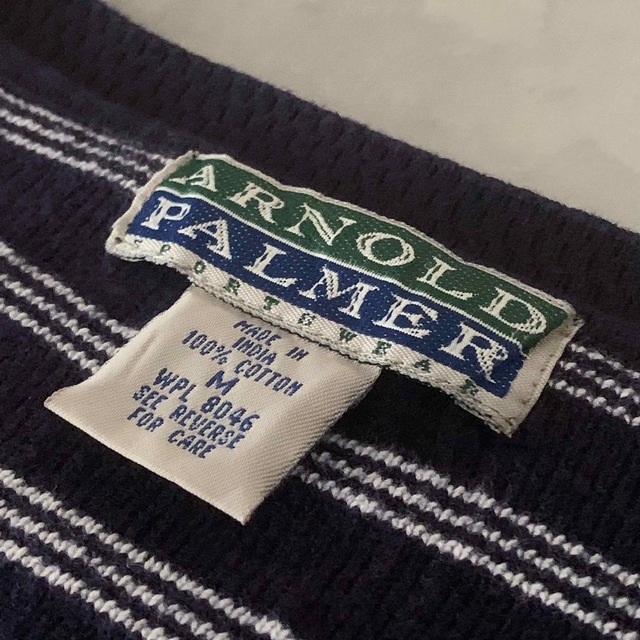 ARNOLD
PALMER
SPORTSWEAR
MADE IN
INDIA
100% COTTON
M
WPL 8046
SEE REVERSE
FOR CARE